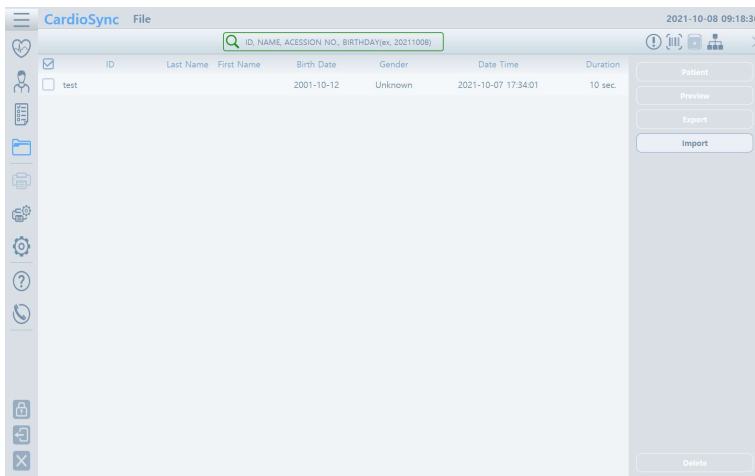 CardioSync File 2021-10-08 09:18:3
ID, NAME, ACESSION NO., BIRTHDAY(ex, 20211008)
ID Last Name First Name Birth Date Gender Date Time Duration
test 2001-10-12 Unknown 2021-10-07 17:34:01 10 sec.
Patient
Preview
Export
Import
Delete